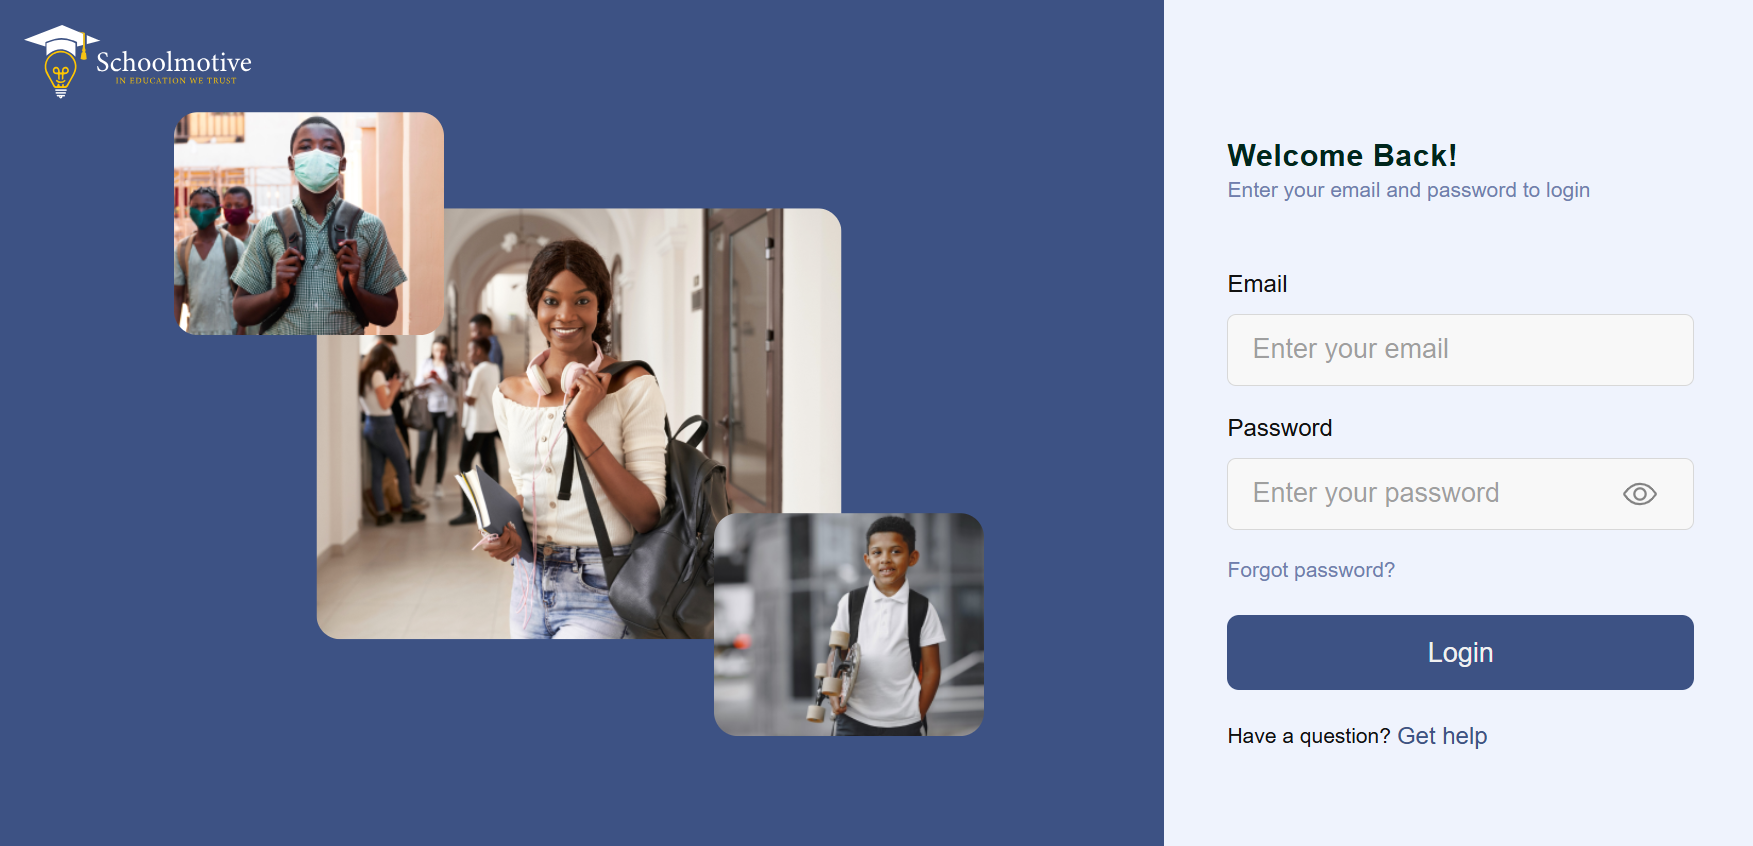 Schoolmotive
IN EDUCATION WE TRUST
Welcome Back!
Enter your email and password to login
Email
Enter your email
Password
Enter your password
Forgot password?
Login
Have a question? Get help